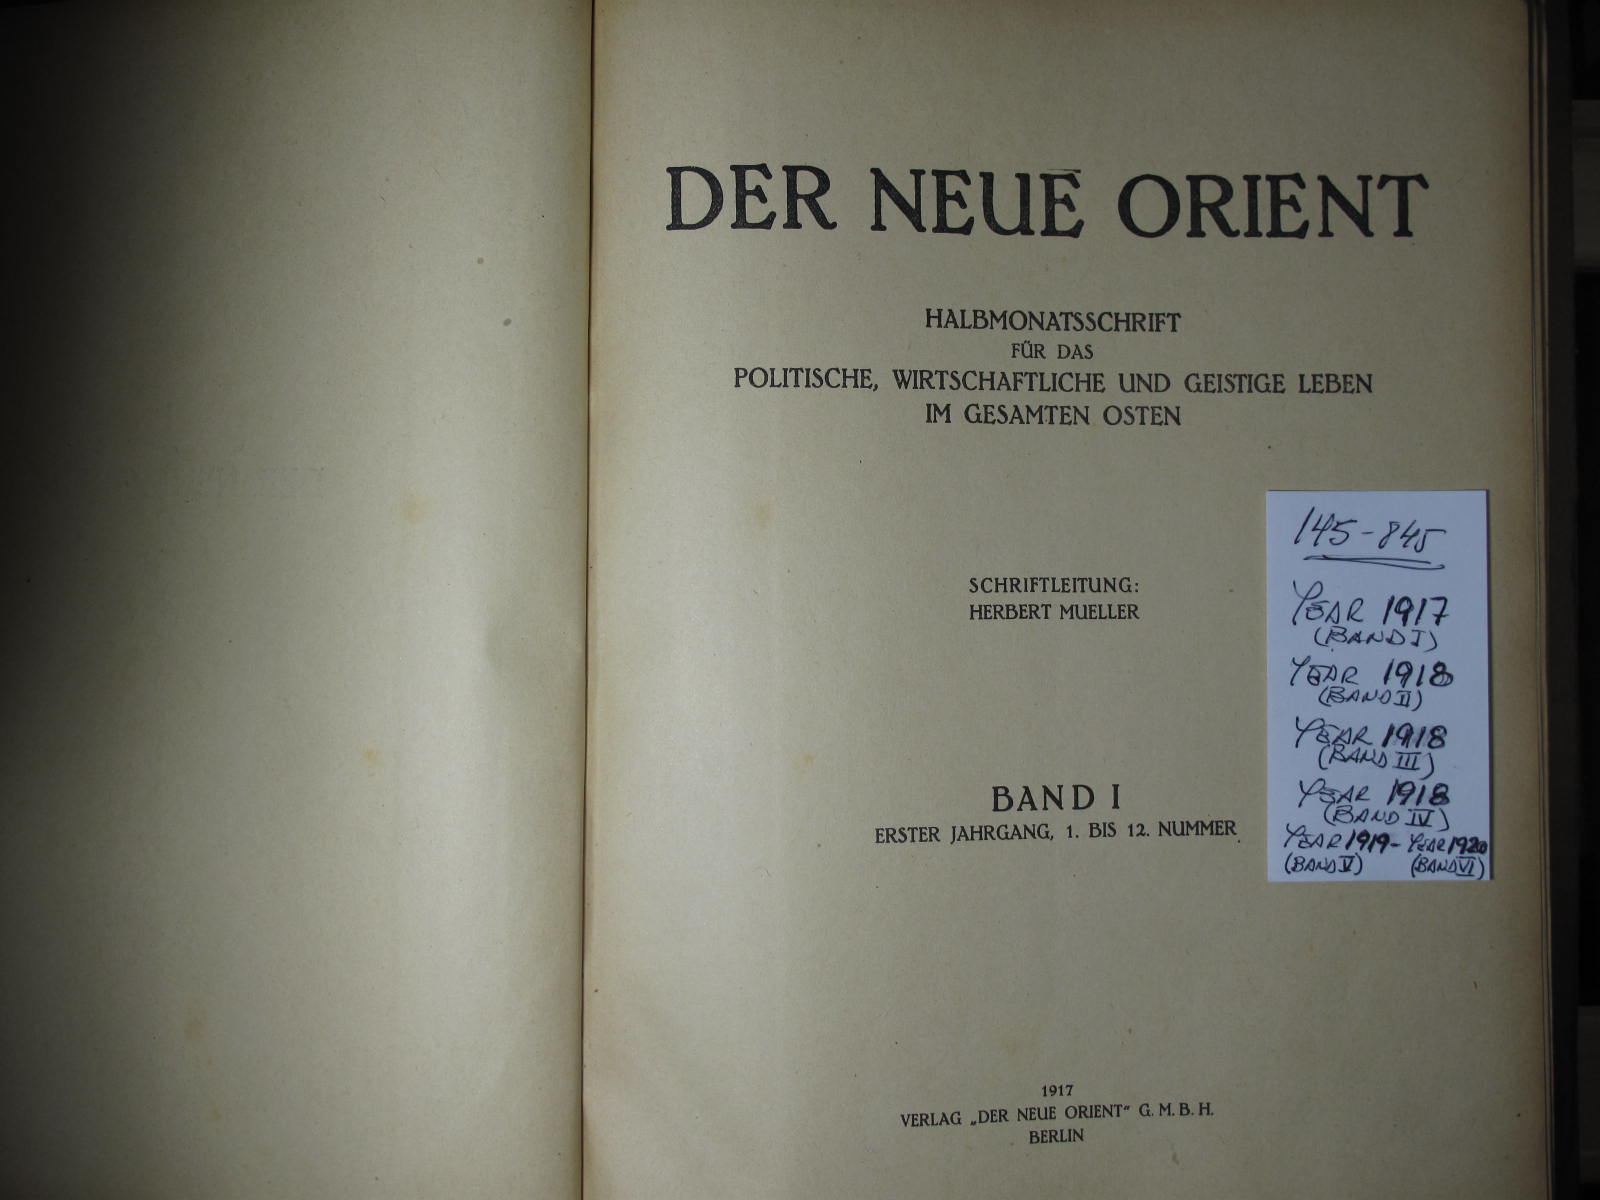 DER NEUE ORIENT
HALBMONATSSCHRIFT
FÜR DAS
POLITISCHE, WIRTSCHAFTLICHE UND GEISTIGE LEBEN
IM GESAMTEN OSTEN
SCHRIFTLEITUNG:
HERBERT MUELLER
BAND I
ERSTER JAHRGANG, 1. BIS 12. NUMMER
1917
VERLAG „DER NEUE ORIENT" G. M. B. H.
BERLIN
145-845
YEAR 1917
(BAND I)
YEAR 1918
(BAND II)
YEAR 1918
(BAND III)
YEAR 1918
(BAND IV)
YEAR 1919- YEAR 1920
(BAND V) (BAND VI)